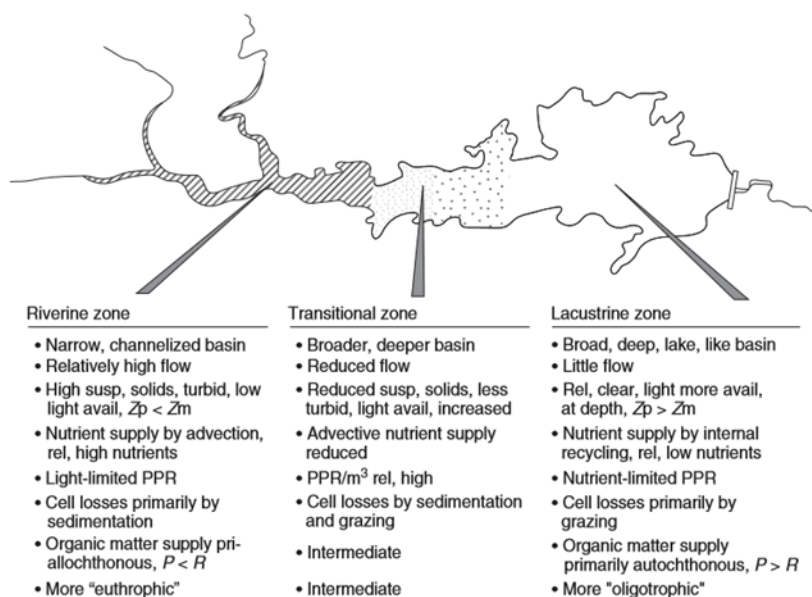 Riverine zone
• Narrow, channelized basin
• Relatively high flow
• High susp, solids, turbid, low
light avail, Zp < Zm
• Nutrient supply by advection,
rel, high nutrients
• Light-limited PPR
• Cell losses primarily by
sedimentation
• Organic matter supply pri-
allochthonous, P < R
• More “euthrophic”
Transitional zone
• Broader, deeper basin
• Reduced flow
• Reduced susp, solids, less
turbid, light avail, increased
• Advective nutrient supply
reduced
• PPR/m³ rel, high
• Cell losses by sedimentation
and grazing
• Intermediate
• Intermediate
Lacustrine zone
• Broad, deep, lake, like basin
• Little flow
• Rel, clear, light more avail,
at depth, Zp > Zm
• Nutrient supply by internal
recycling, rel, low nutrients
• Nutrient-limited PPR
• Cell losses primarily by
grazing
• Organic matter supply
primarily autochthonous, P > R
• More "oligotrophic"